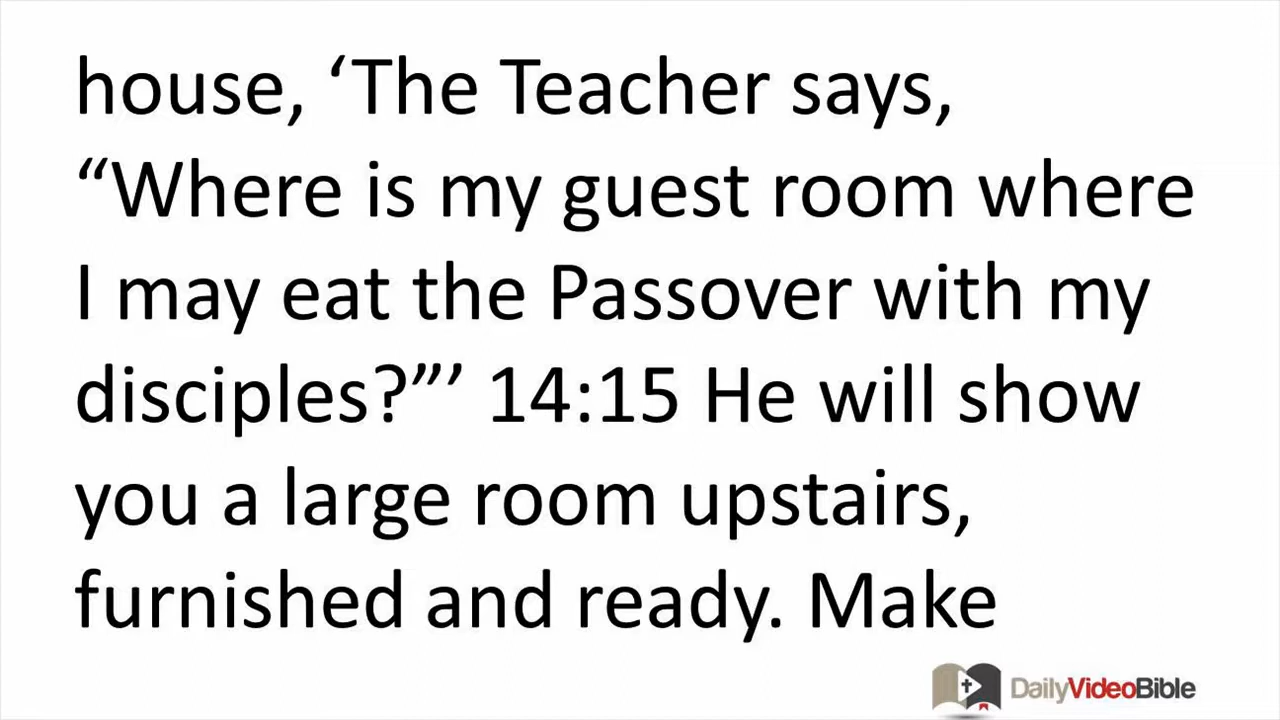 house, ‘The Teacher says,
“Where is my guest room where
I may eat the Passover with my
disciples?”’ 14:15 He will show
you a large room upstairs,
furnished and ready. Make
DailyVideoBible